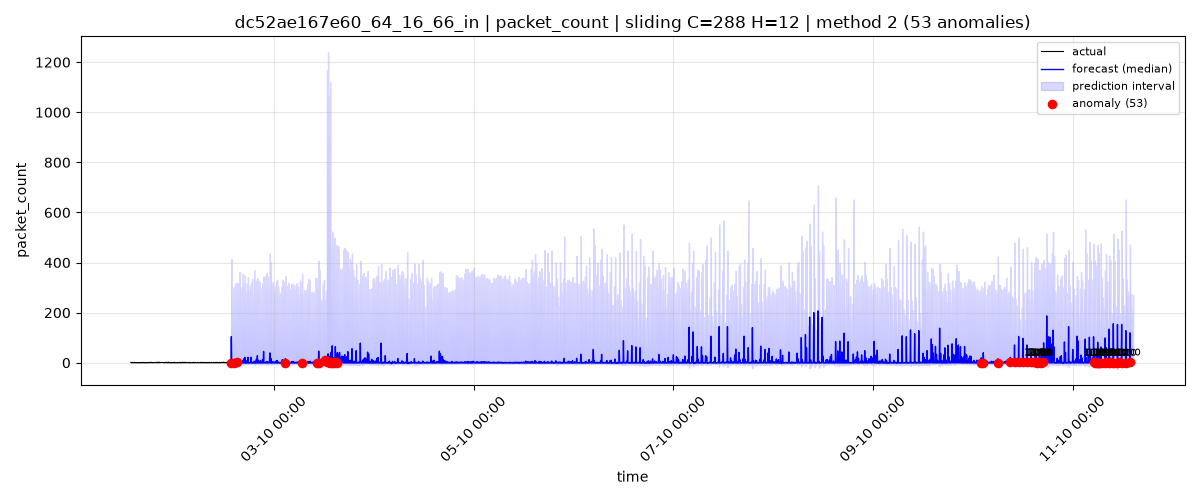 dc52ae167e60_64_16_66_in | packet_count | sliding C=288 H=12 | method 2 (53 anomalies)
actual
forecast (median)
prediction interval
anomaly (53)
packet_count
1200
1000
800
600
400
200
0
03-10 00:00
05-10 00:00
07-10 00:00
09-10 00:00
11-10 00:00
time